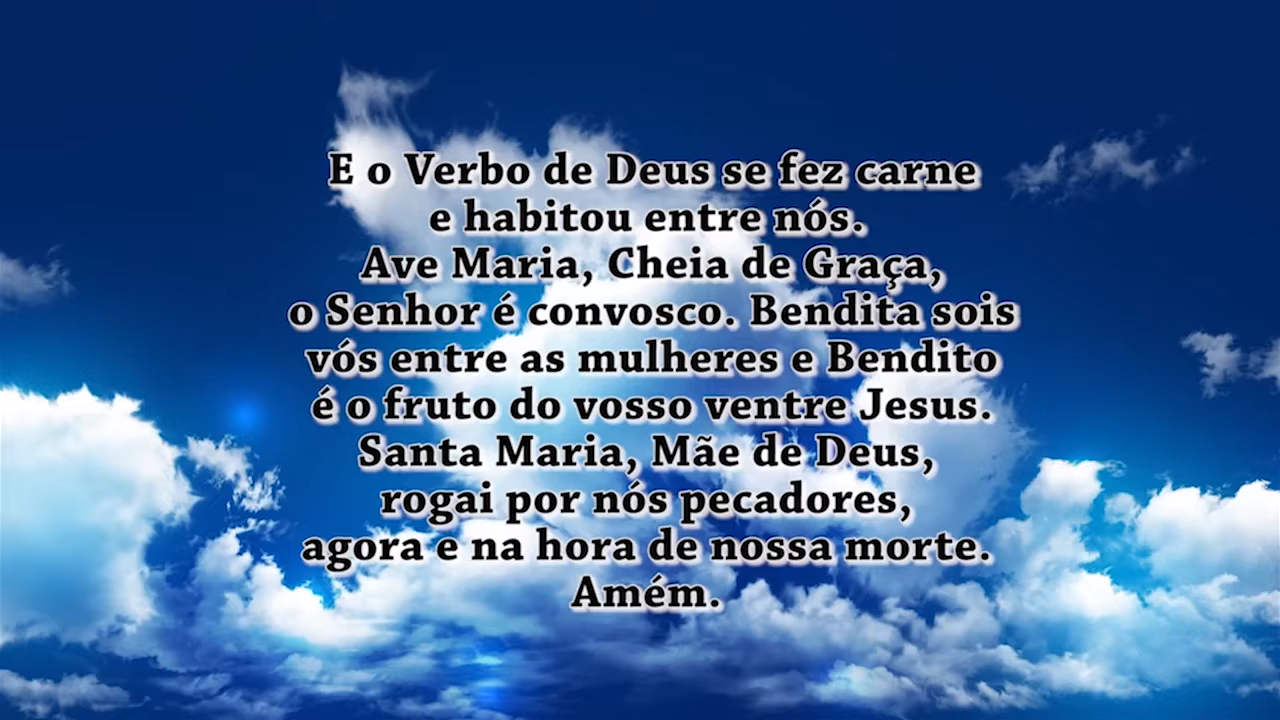 E o Verbo de Deus se fez carne
e habitou entre nós.
Ave Maria, Cheia de Graça,
o Senhor é convosco. Bendita sois
vós entre as mulheres e Bendito
é o fruto do vosso ventre Jesus.
Santa Maria, Mãe de Deus,
rogai por nós pecadores,
agora e na hora de nossa morte.
Amém.